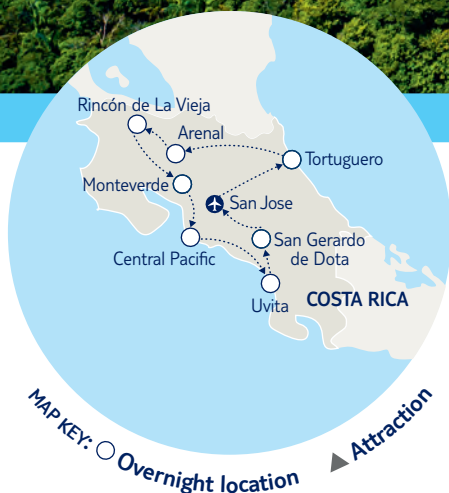 Rincón de La Vieja
Arenal
Tortuguero
Monteverde
San Jose
San Gerardo
de Dota
Central Pacific
Uvita
COSTA RICA
MAP KEY: Overnight location
Attraction